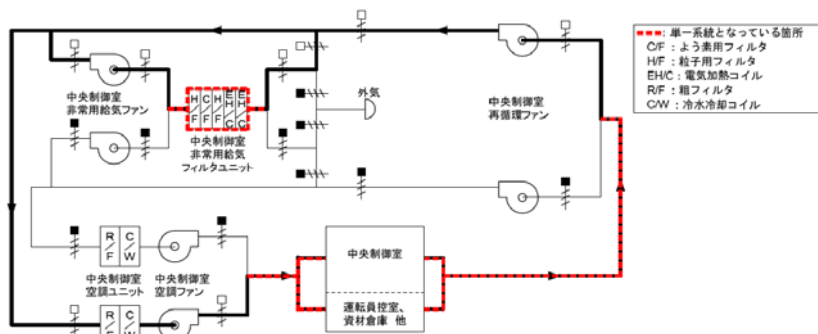 中央制御室
非常用給気ファン
H/F
C/F
H/F
EH/C
EH/C
中央制御室
非常用給気
フィルタユニット
外気
中央制御室
再循環ファン
:単一系統となっている箇所
C/F : よう素用フィルタ
H/F : 粒子用フィルタ
EH/C : 電気加熱コイル
R/F : 粗フィルタ
C/W : 冷水冷却コイル
R/F
C/W
中央制御室
空調ユニット
中央制御室
空調ファン
中央制御室
運転員控室、
資材倉庫 他
R/F
C/W